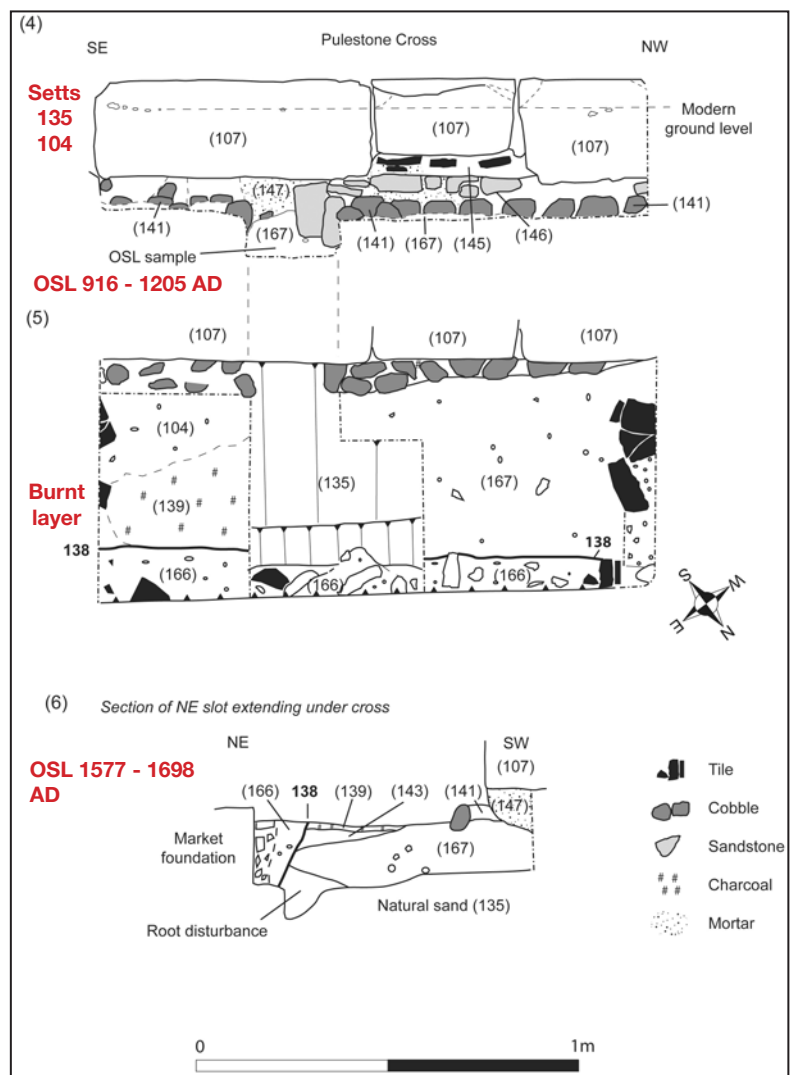 (4)
Pulestone Cross
SE
NW
Setts
135
104
(107)
(107)
(107)
Modern
ground level
(147)
(141)
(167)
(141)
(167)
(145)
(146)
(141)
OSL sample
OSL 916 - 1205 AD
(5)
(107)
(107)
(107)
(104)
(135)
(167)
Burnt
layer
(139)
138
138
(166)
(166)
(166)
S
W
E
N
(6)
Section of NE slot extending under cross
NE
SW
OSL 1577 - 1698
AD
(107)
(166)
138
(139)
(143)
(141)
(147)
Market
foundation
(167)
Root disturbance
Natural sand (135)
Tile
Cobble
Sandstone
Charcoal
Mortar
0
1m